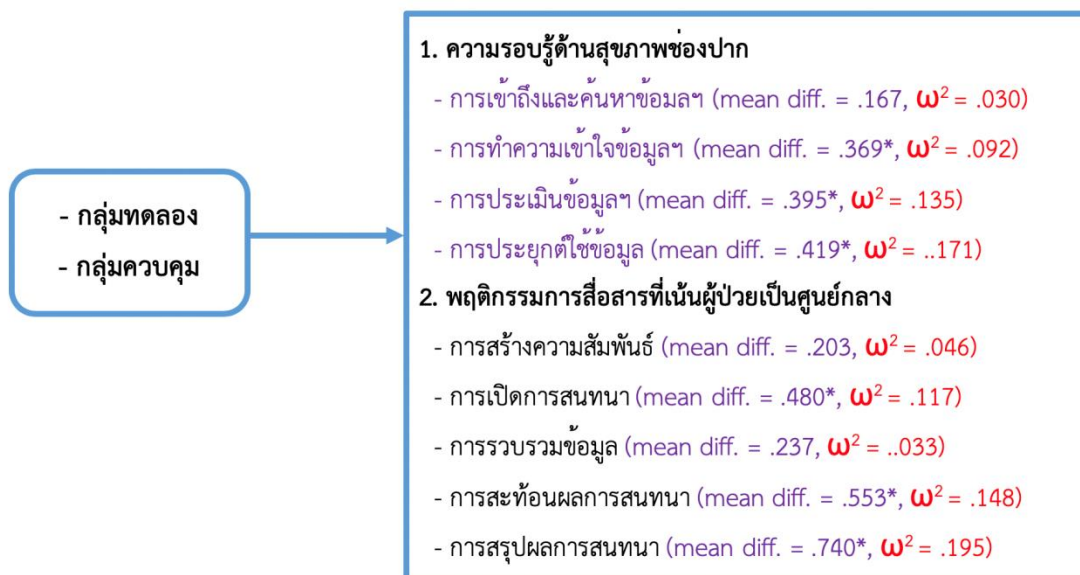 - กลุ่มทดลอง
- กลุ่มควบคุม
1. ความรอบรู้ด้านสุขภาพช่องปาก
- การเข้าถึงและค้นหาข้อมลฯ (mean diff. = .167, ω² = .030)
- การทำความเข้าใจข้อมูลฯ (mean diff. = .369*, ω² = .092)
- การประเมินข้อมูลฯ (mean diff. = .395*, ω² = .135)
- การประยุกต์ใช้ข้อมูล (mean diff. = .419*, ω² = ..171)
2. พฤติกรรมการสื่อสารที่เน้นผู้ป่วยเป็นศูนย์กลาง
- การสร้างความสัมพันธ์ (mean diff. = .203, ω² = .046)
- การเปิดการสนทนา (mean diff. = .480*, ω² = .117)
- การรวบรวมข้อมูล (mean diff. = .237, ω² = ..033)
- การสะท้อนผลการสนทนา (mean diff. = .553*, ω² = .148)
- การสรุปผลการสนทนา (mean diff. = .740*, ω² = .195)